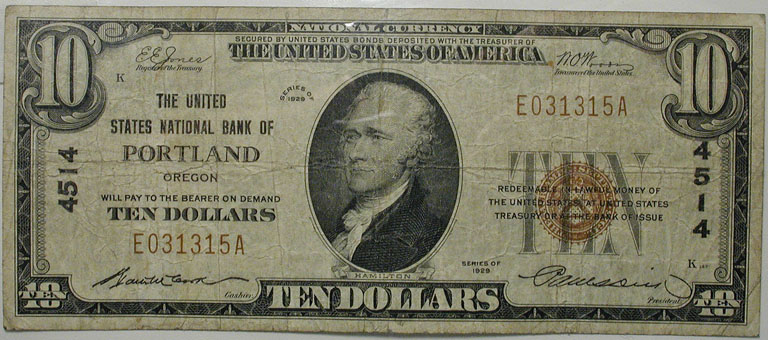 NATIONAL CURRENCY
SECURED BY UNITED STATES BONDS DEPOSITED WITH THE TREASURER OF
THE UNITED STATES OF AMERICA
10
10
E.E. Jones
Register of the Treasury
Treasurer of the United States
K
SERIES OF
1929
E031315A
THE UNITED
STATES NATIONAL BANK OF
PORTLAND
OREGON
WILL PAY TO THE BEARER ON DEMAND
TEN DOLLARS
4514
E031315A
TEN
REDEEMABLE IN LAWFUL MONEY OF
THE UNITED STATES AT UNITED STATES
TREASURY OR AT THE BANK OF ISSUE
4514
SERIES OF
1929
K
HAMILTON
Cashier
President
10
TEN
TEN DOLLARS
10
TEN